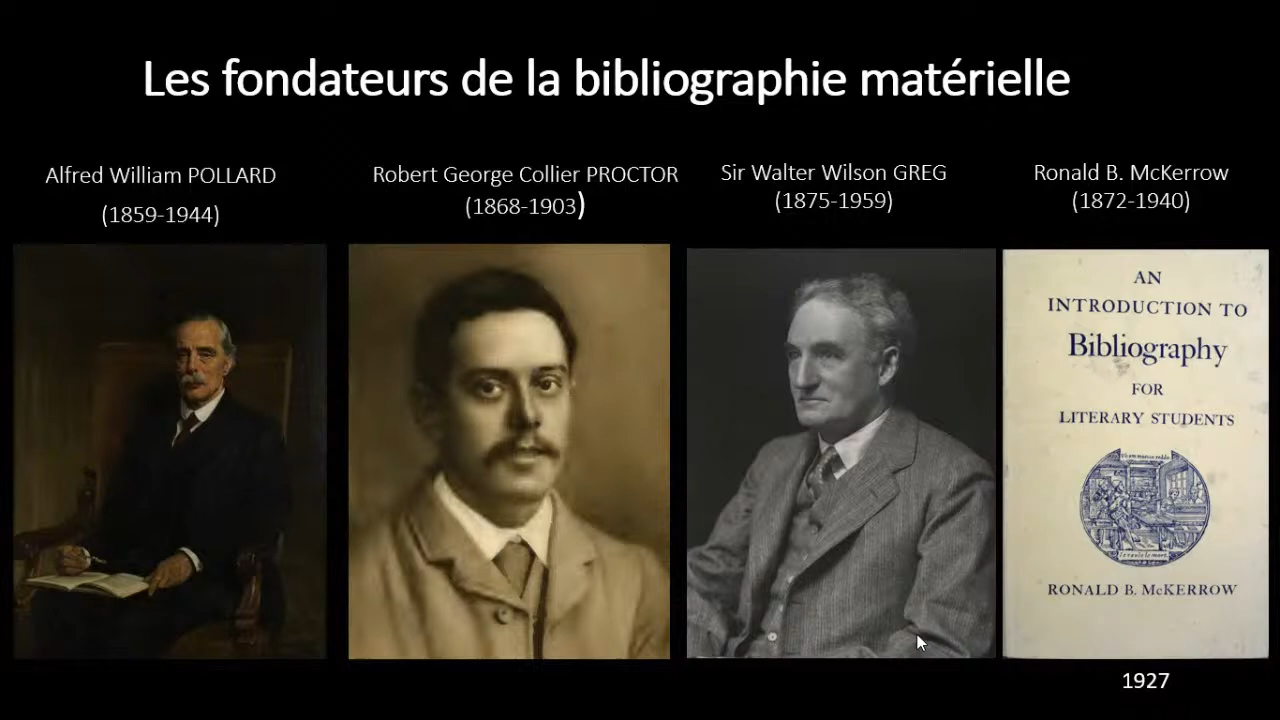 Les fondateurs de la bibliographie matérielle
Alfred William POLLARD
(1859-1944)
Robert George Collier PROCTOR
(1868-1903)
Sir Walter Wilson GREG
(1875-1959)
Ronald B. McKerrow
(1872-1940)
AN
INTRODUCTION TO
Bibliography
FOR
LITERARY STUDENTS
RONALD B. McKERROW
1927